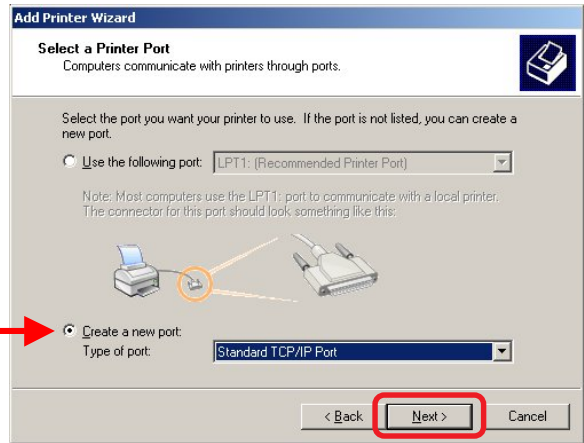 Add Printer Wizard
Select a Printer Port
Computers communicate with printers through ports.
Select the port you want your printer to use. If the port is not listed, you can create a
new port.
Use the following port: LPT1: (Recommended Printer Port)
Note: Most computers use the LPT1: port to communicate with a local printer.
The connector for this port should look something like this:
Create a new port:
Type of port: Standard TCP/IP Port
< Back Next > Cancel